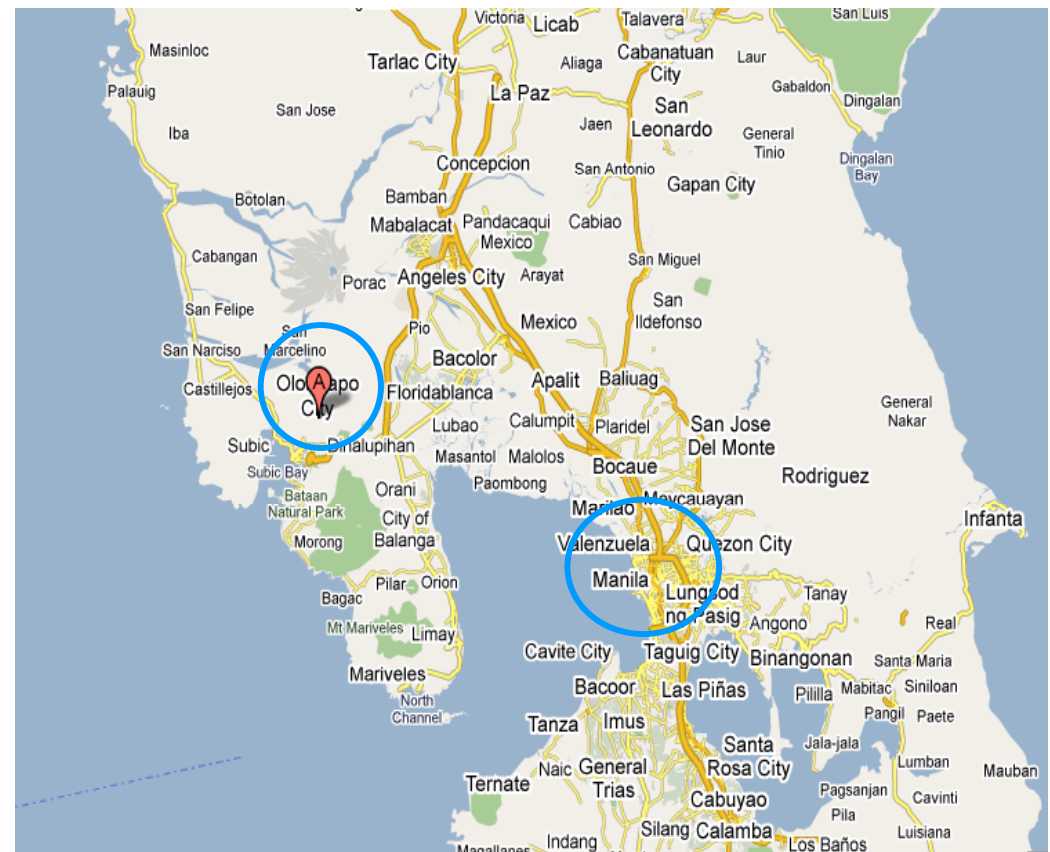 Victoria
Licab
Talavera
San Luis
Masinloc
Tarlac City
Aliaga
Cabanatuan
City
Laur
Palauig
San Jose
La Paz
San
Leonardo
Gabaldon
Dingalan
Iba
Jaen
General
Tinio
Concepcion
San Antonio
Gapan City
Dingalan
Bay
Botolan
Bamban
Mabalacat
Pandacaqui
Mexico
Cabiao
Cabangan
Porac
Angeles City
Arayat
San Miguel
San Felipe
San
Ildefonso
San
Marcelino
Pio
Mexico
San Narciso
Bacolor
Castillejos
Olongapo
City
A
Floridablanca
Apalit
Baliuag
General
Nakar
Lubao
Calumpit
Plaridel
San Jose
Del Monte
Subic
Dinalupihan
Masantol
Malolos
Bocaue
Subic Bay
Paombong
Rodriguez
Bataan
Natural Park
Orani
Marilao
Meycauayan
City of
Balanga
Infanta
Morong
Valenzuela
Quezon City
Pilar
Orion
Manila
Lungsod
ng Pasig
Tanay
Bagac
Angono
Real
Mt Mariveles
Limay
Cavite City
Taguig City
Binangonan
Santa Maria
Mariveles
Bacoor
Las Piñas
Pililla
Mabitac
Siniloan
North
Channel
Tanza
Imus
Pangil
Paete
Santa
Rosa City
Jala-jala
Lumban
Mauban
Naic
General
Trias
Ternate
Cabuyao
Pagsanjan
Cavinti
Pila
Silang
Calamba
Luisiana
Magallanes
Indang
Los Baños